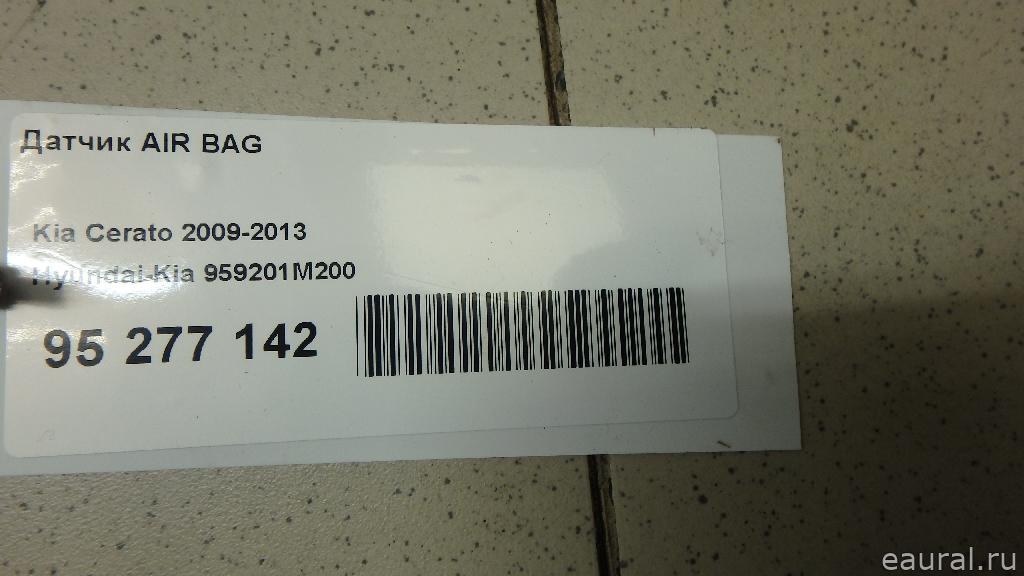 Датчик AIR BAG
Kia Cerato 2009-2013
Hyundai-Kia 959201M200
95 277 142
eaural.ru